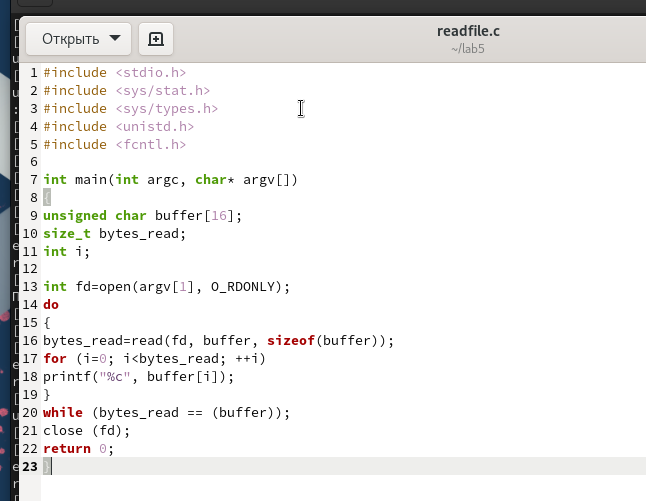 Открыть
readfile.c
~/lab5
1 #include <stdio.h>
2 #include <sys/stat.h>
3 #include <sys/types.h>
4 #include <unistd.h>
5 #include <fcntl.h>
6
7 int main(int argc, char* argv[])
8 {
9 unsigned char buffer[16];
10 size_t bytes_read;
11 int i;
12
13 int fd=open(argv[1], O_RDONLY);
14 do
15 {
16 bytes_read=read(fd, buffer, sizeof(buffer));
17 for (i=0; i<bytes_read; ++i)
18 printf("%c", buffer[i]);
19 }
20 while (bytes_read == (buffer));
21 close (fd);
22 return 0;
23 }